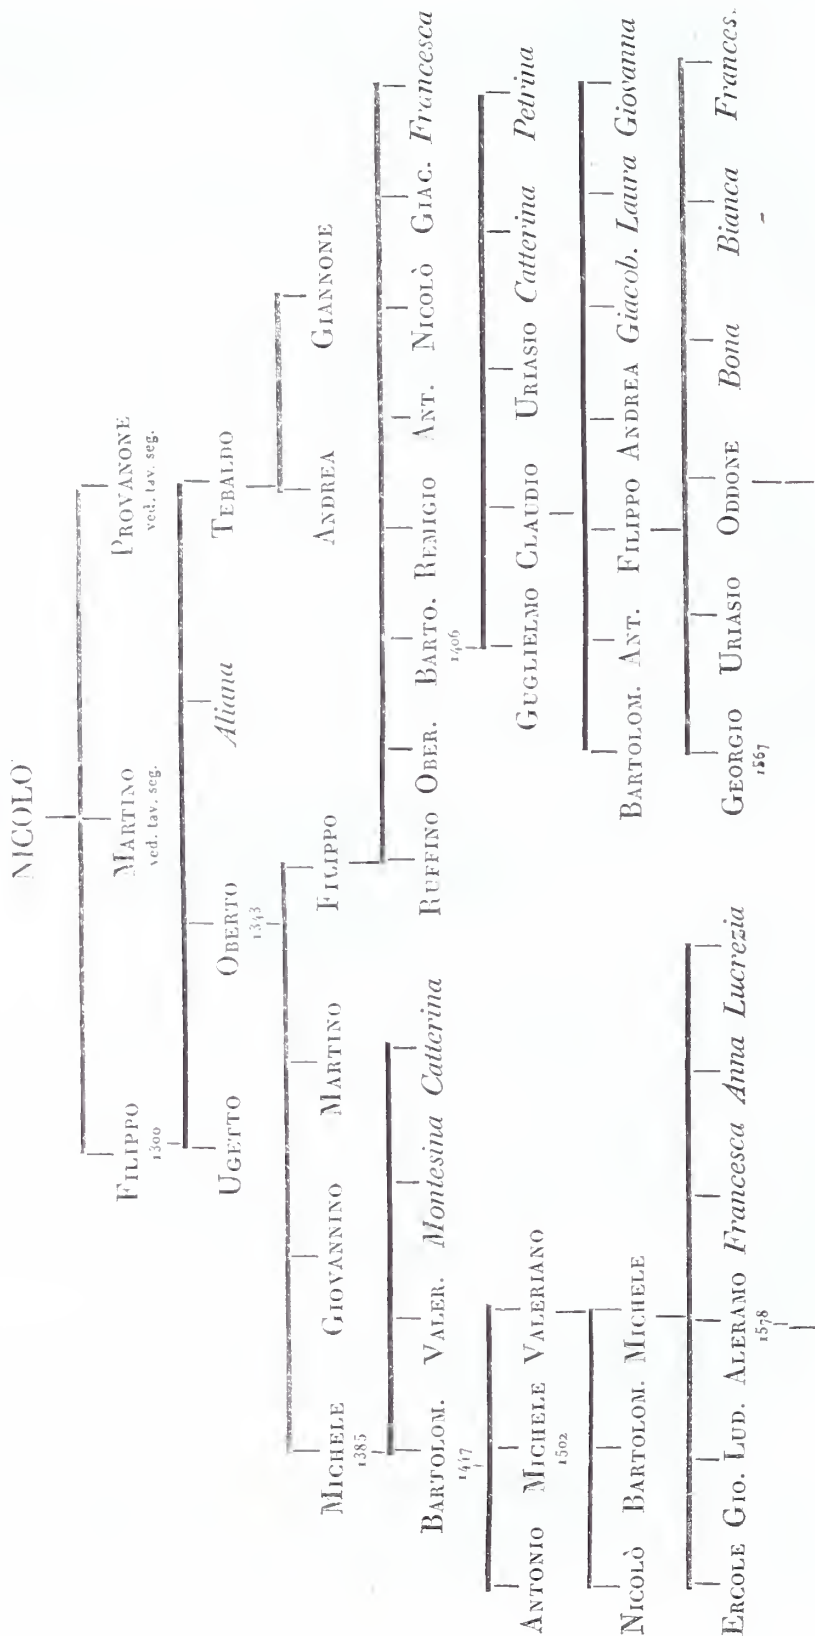 NICOLO
FILIPPO MARTINO PROVANONE
1300 ved. tav. seg. ved. tav. seg.
UGETTO OBERTO Aliana TEBALDO
1343
MICHELE GIOVANNINO MARTINO FILIPPO ANDREA GIANNONE
1385
BARTOLOM. VALER. Montesina Catterina RUFFINO OBER. BARTO. REMIGIO ANT. NICOLÒ GIAC. Francesca
1447 1406
ANTONIO MICHELE VALERIANO GUGLIELMO CLAUDIO URIASIO Catterina Petrina
1502
NICOLÒ BARTOLOM. MICHELE BARTOLOM. ANT. FILIPPO ANDREA Giacob. Laura Giovanna
ERCOLE GIO. LUD. ALERAMO Francesca Anna Lucrezia GEORGIO URIASIO ODDONE Bona Bianca Frances.
1578 1567